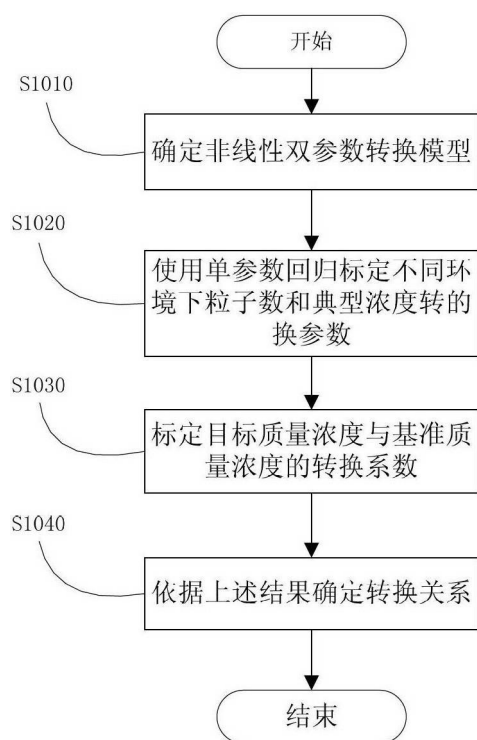 开始
S1010
确定非线性双参数转换模型
S1020
使用单参数回归标定不同环
境下粒子数和典型浓度转的
换参数
S1030
标定目标质量浓度与基准质
量浓度的转换系数
S1040
依据上述结果确定转换关系
结束